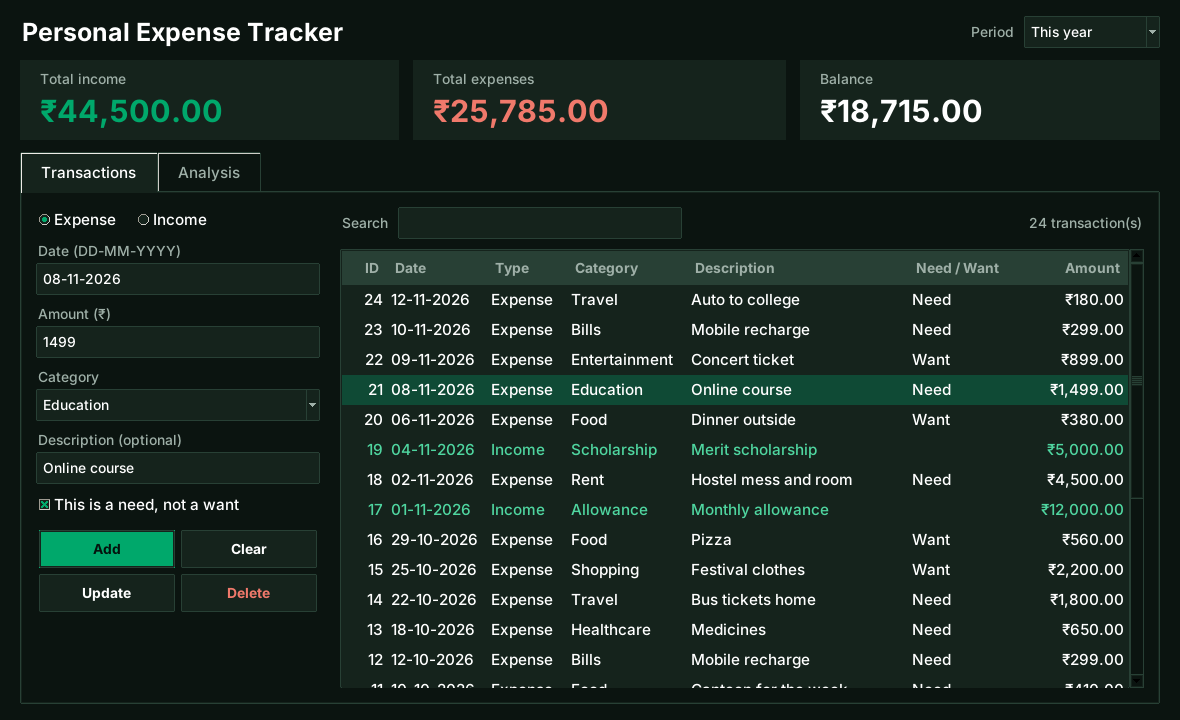 Personal Expense Tracker
Period This year
Total income Total expenses Balance
₹44,500.00 ₹25,785.00 ₹18,715.00
Transactions Analysis
Expense Income
Date (DD-MM-YYYY)
08-11-2026
Amount (₹)
1499
Category
Education
Description (optional)
Online course
This is a need, not a want
Add Clear
Update Delete
Search 24 transaction(s)
ID Date Type Category Description Need / Want Amount
24 12-11-2026 Expense Travel Auto to college Need ₹180.00
23 10-11-2026 Expense Bills Mobile recharge Need ₹299.00
22 09-11-2026 Expense Entertainment Concert ticket Want ₹899.00
21 08-11-2026 Expense Education Online course Need ₹1,499.00
20 06-11-2026 Expense Food Dinner outside Want ₹380.00
19 04-11-2026 Income Scholarship Merit scholarship ₹5,000.00
18 02-11-2026 Expense Rent Hostel mess and room Need ₹4,500.00
17 01-11-2026 Income Allowance Monthly allowance ₹12,000.00
16 29-10-2026 Expense Food Pizza Want ₹560.00
15 25-10-2026 Expense Shopping Festival clothes Want ₹2,200.00
14 22-10-2026 Expense Travel Bus tickets home Need ₹1,800.00
13 18-10-2026 Expense Healthcare Medicines Need ₹650.00
12 12-10-2026 Expense Bills Mobile recharge Need ₹299.00
11 Expense Food Canteen for the week Need